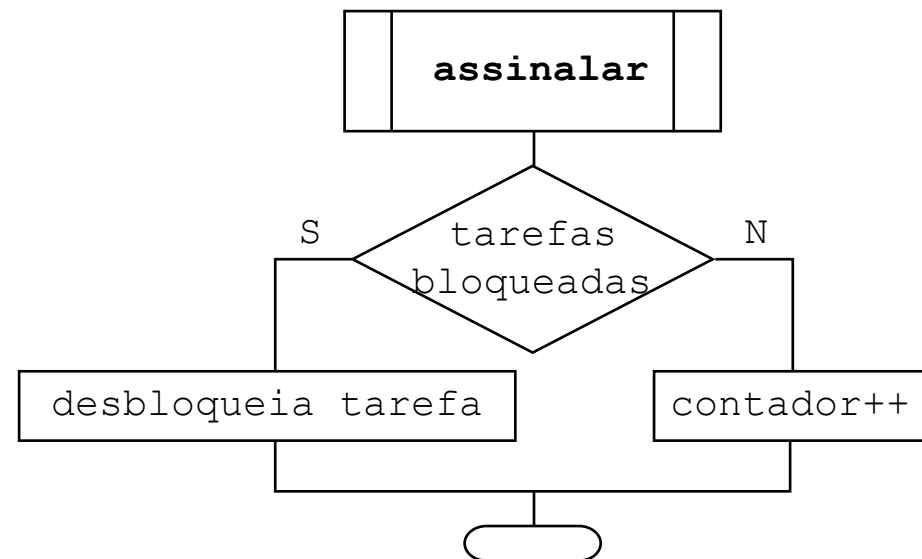 assinalar
S
tarefas
N
bloqueadas
desbloqueia tarefa
contador++